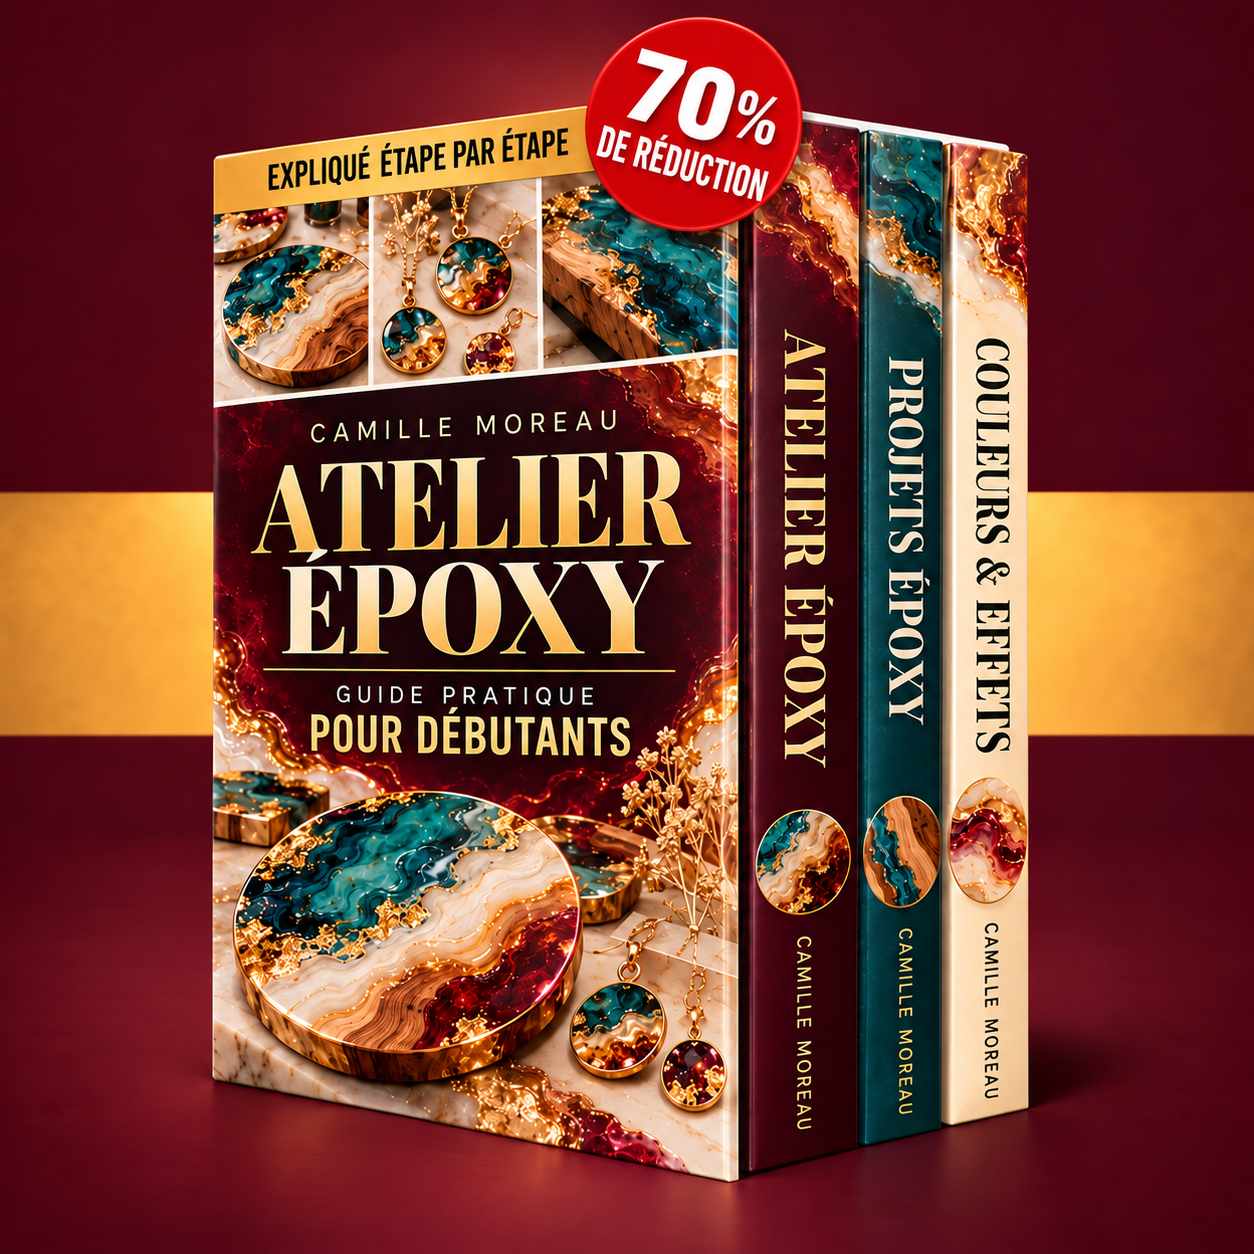 70%
DE RÉDUCTION
EXPLIQUÉ ÉTAPE PAR ÉTAPE
CAMILLE MOREAU
ATELIER
ÉPOXY
GUIDE PRATIQUE
POUR DÉBUTANTS
ATELIER ÉPOXY
CAMILLE MOREAU
PROJETS ÉPOXY
CAMILLE MOREAU
COULEURS & EFFETS
CAMILLE MOREAU